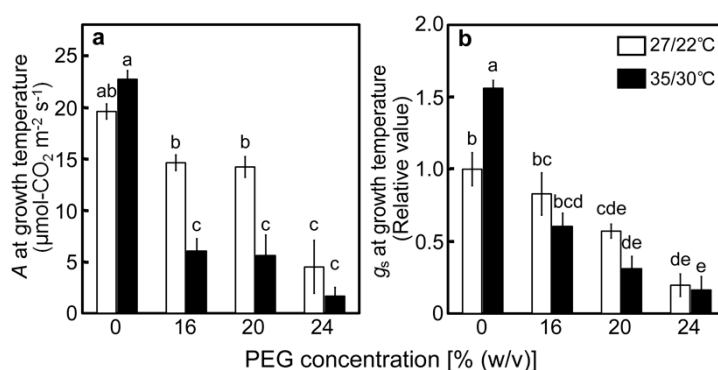 a
A at growth temperature
(μmol-CO₂ m⁻² s⁻¹)
25
20
15
10
5
0
ab
a
b
c
b
c
c
c
0
16
20
24
b
27/22℃
35/30℃
gs at growth temperature
(Relative value)
2.0
1.5
1.0
0.5
0
b
a
bc
bcd
cde
de
de
e
0
16
20
24
PEG concentration [% (w/v)]